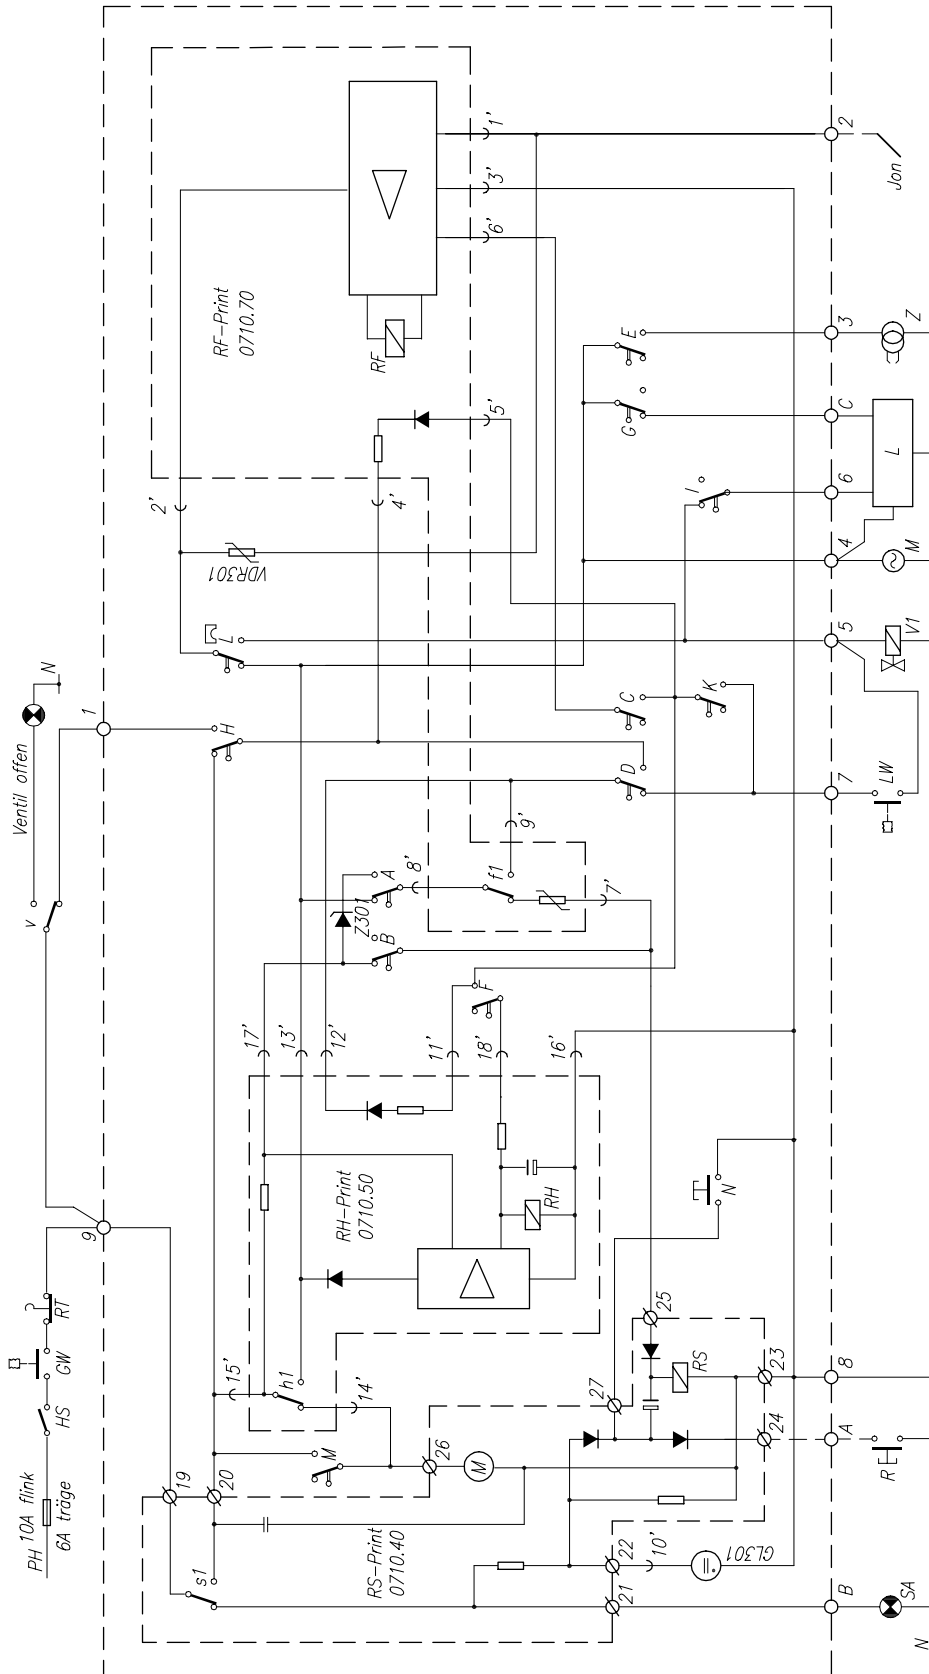 PH
10A flink
6A träge
HS
GW
RT
9
v
Ventil offen
N
1
s1
19
20
15'
17'
2'
L
H
VDR301
RF-Print
0710.70
h1
13'
12'
14'
M
RH-Print
0710.50
Z301
A
B
8'
4'
RF
RS-Print
0710.40
26
M
11'
18'
16'
F
RH
f1
9'
7'
5'
6'
3'
1'
21
22
10'
27
25
RS
24
23
N
D
C
K
I
G
E
GL301
B
A
8
7
5
4
6
C
3
2
N
SA
R
LW
V1
M
L
Z
Jon